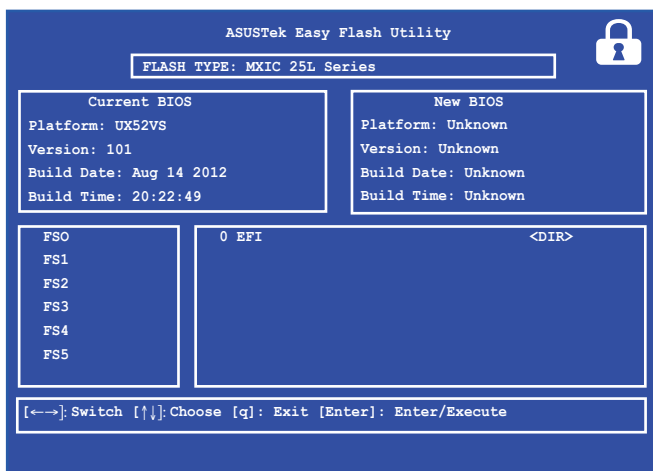 ASUSTek Easy Flash Utility
FLASH TYPE: MXIC 25L Series
Current BIOS
Platform: UX52VS
Version: 101
Build Date: Aug 14 2012
Build Time: 20:22:49
New BIOS
Platform: Unknown
Version: Unknown
Build Date: Unknown
Build Time: Unknown
FSO
FS1
FS2
FS3
FS4
FS5
0 EFI <DIR>
[←→]: Switch [↑↓]: Choose [q]: Exit [Enter]: Enter/Execute